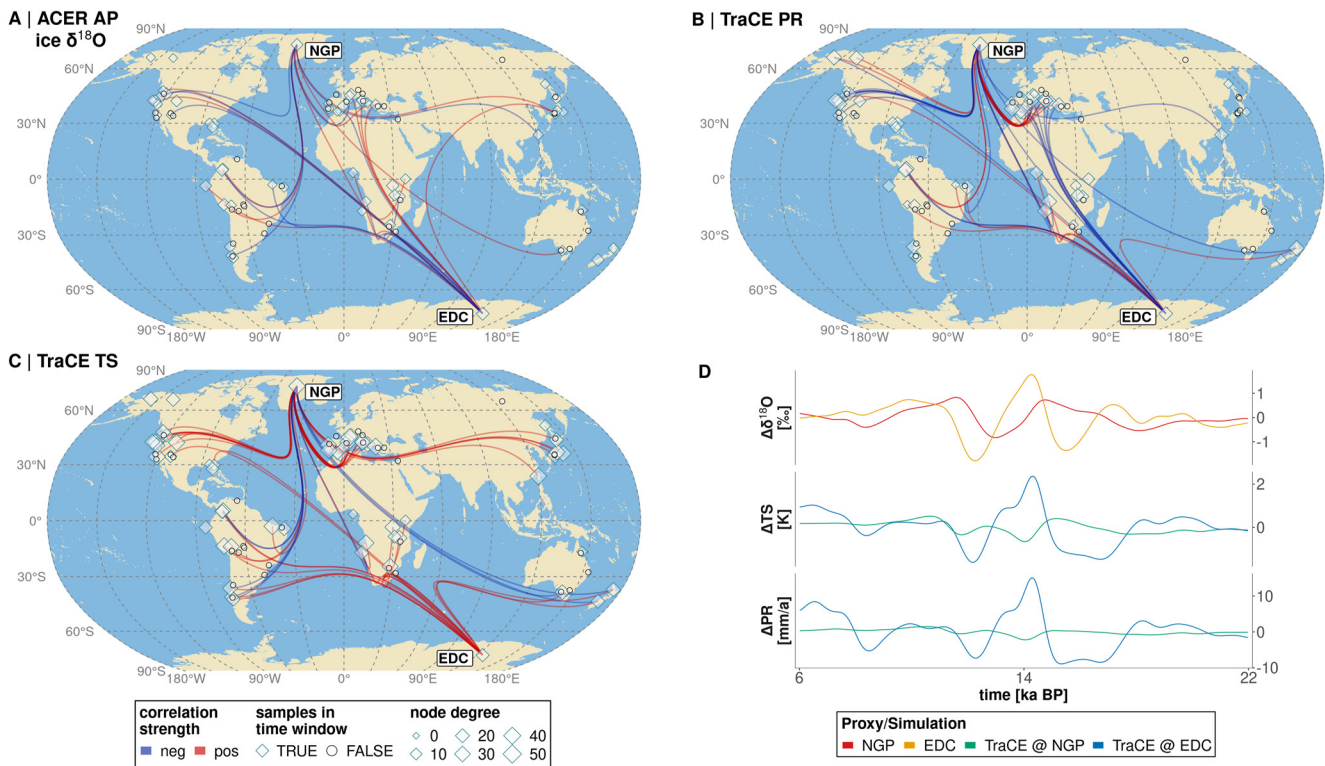 A | ACER AP
ice δ18O
90°N
60°N
30°N
0°
30°S
60°S
90°S
180°W
90°W
0°
90°E
180°E
NGP
EDC
B | TraCE PR
90°N
60°N
30°N
0°
30°S
60°S
90°S
180°W
90°W
0°
90°E
180°E
NGP
EDC
C | TraCE TS
90°N
60°N
30°N
0°
30°S
60°S
90°S
180°W
90°W
0°
90°E
180°E
NGP
EDC
D
Δδ18O
[‰]
1
0
-1
ΔTS
[K]
2
0
ΔPR
[mm/a]
10
0
-10
6
14
22
time [ka BP]
correlation
strength
neg
pos
samples in
time window
TRUE
FALSE
node degree
0
20
40
10
30
50
Proxy/Simulation
NGP
EDC
TraCE @ NGP
TraCE @ EDC